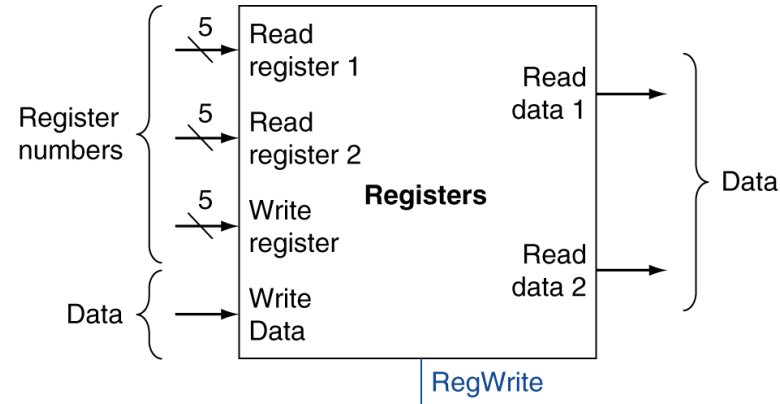 Register
numbers
Data
5
Read
register 1
5
Read
register 2
5
Write
register
Write
Data
Registers
Read
data 1
Read
data 2
Data
RegWrite